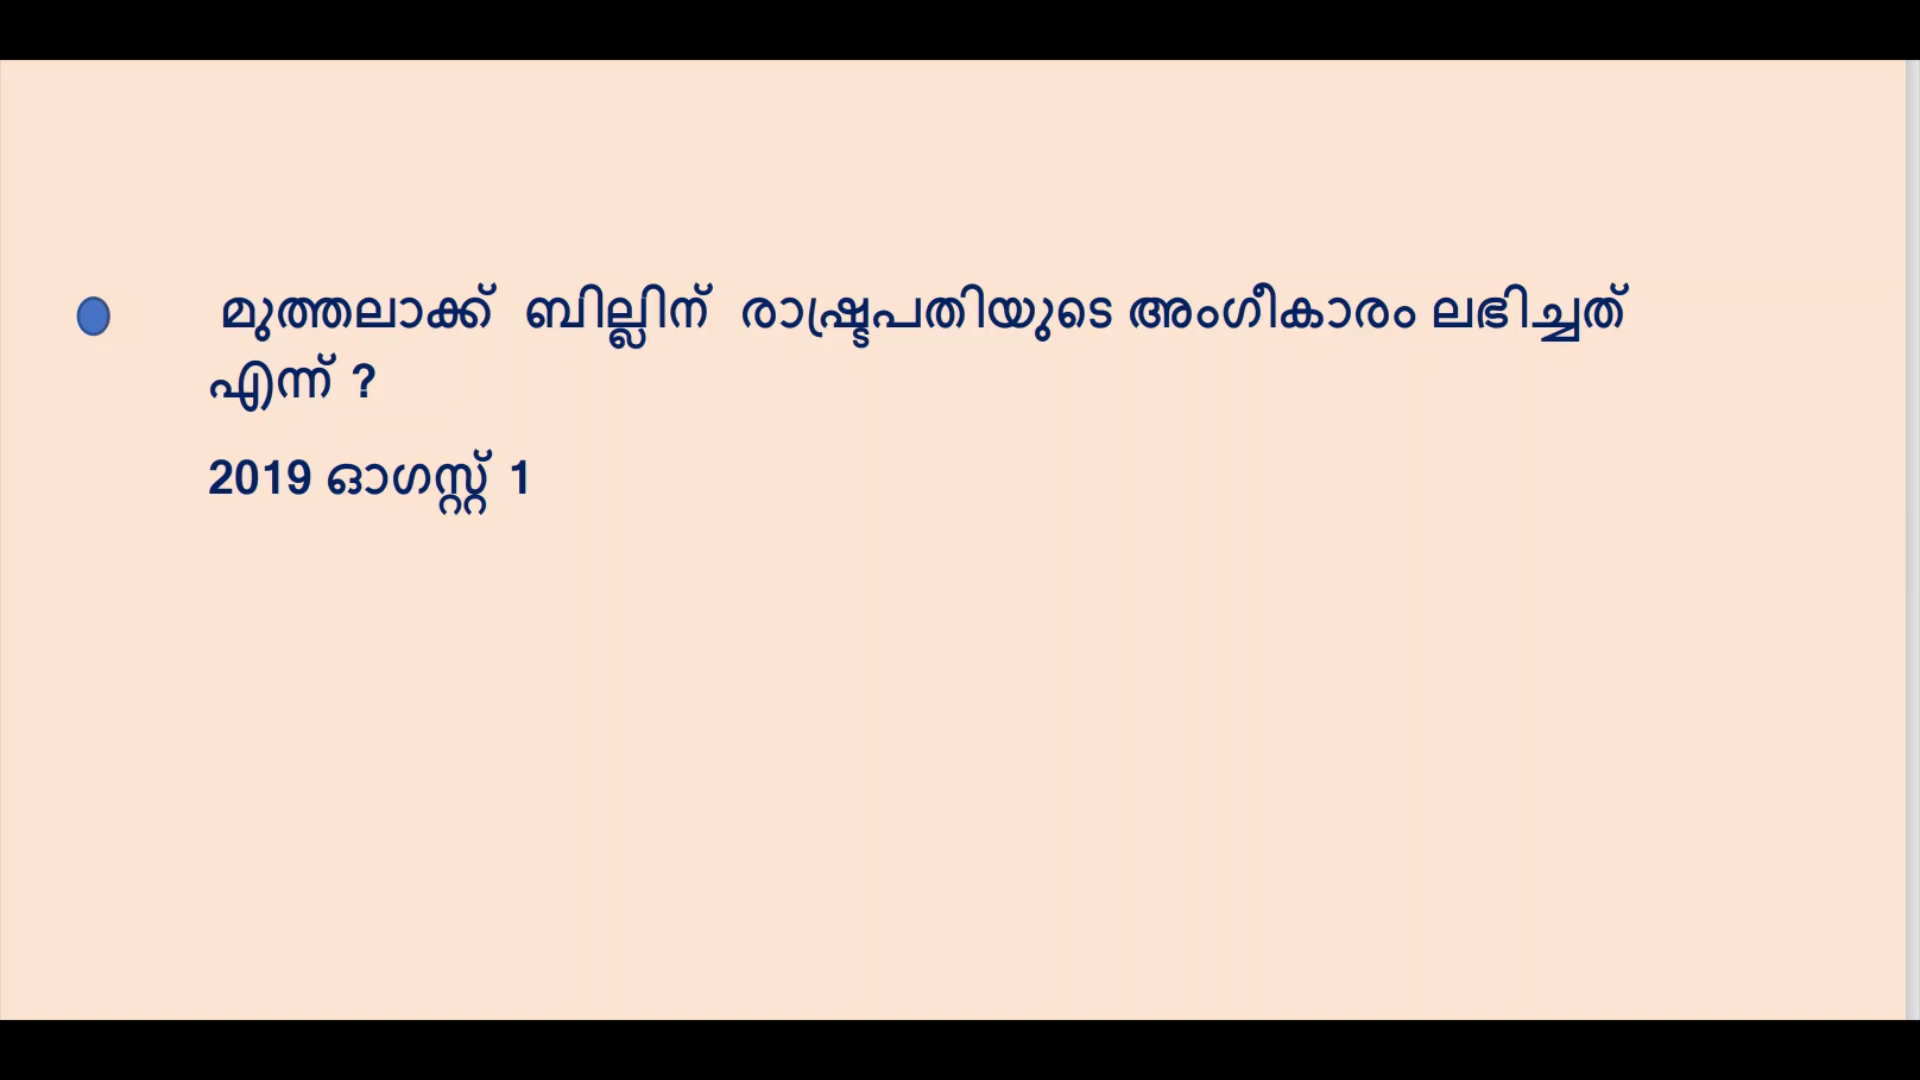 മുത്തലാക്ക് ബില്ലിന് രാഷ്ട്രപതിയുടെ അംഗീകാരം ലഭിച്ചത്
എന്ന് ?
2019 ഓഗസ്റ്റ് 1